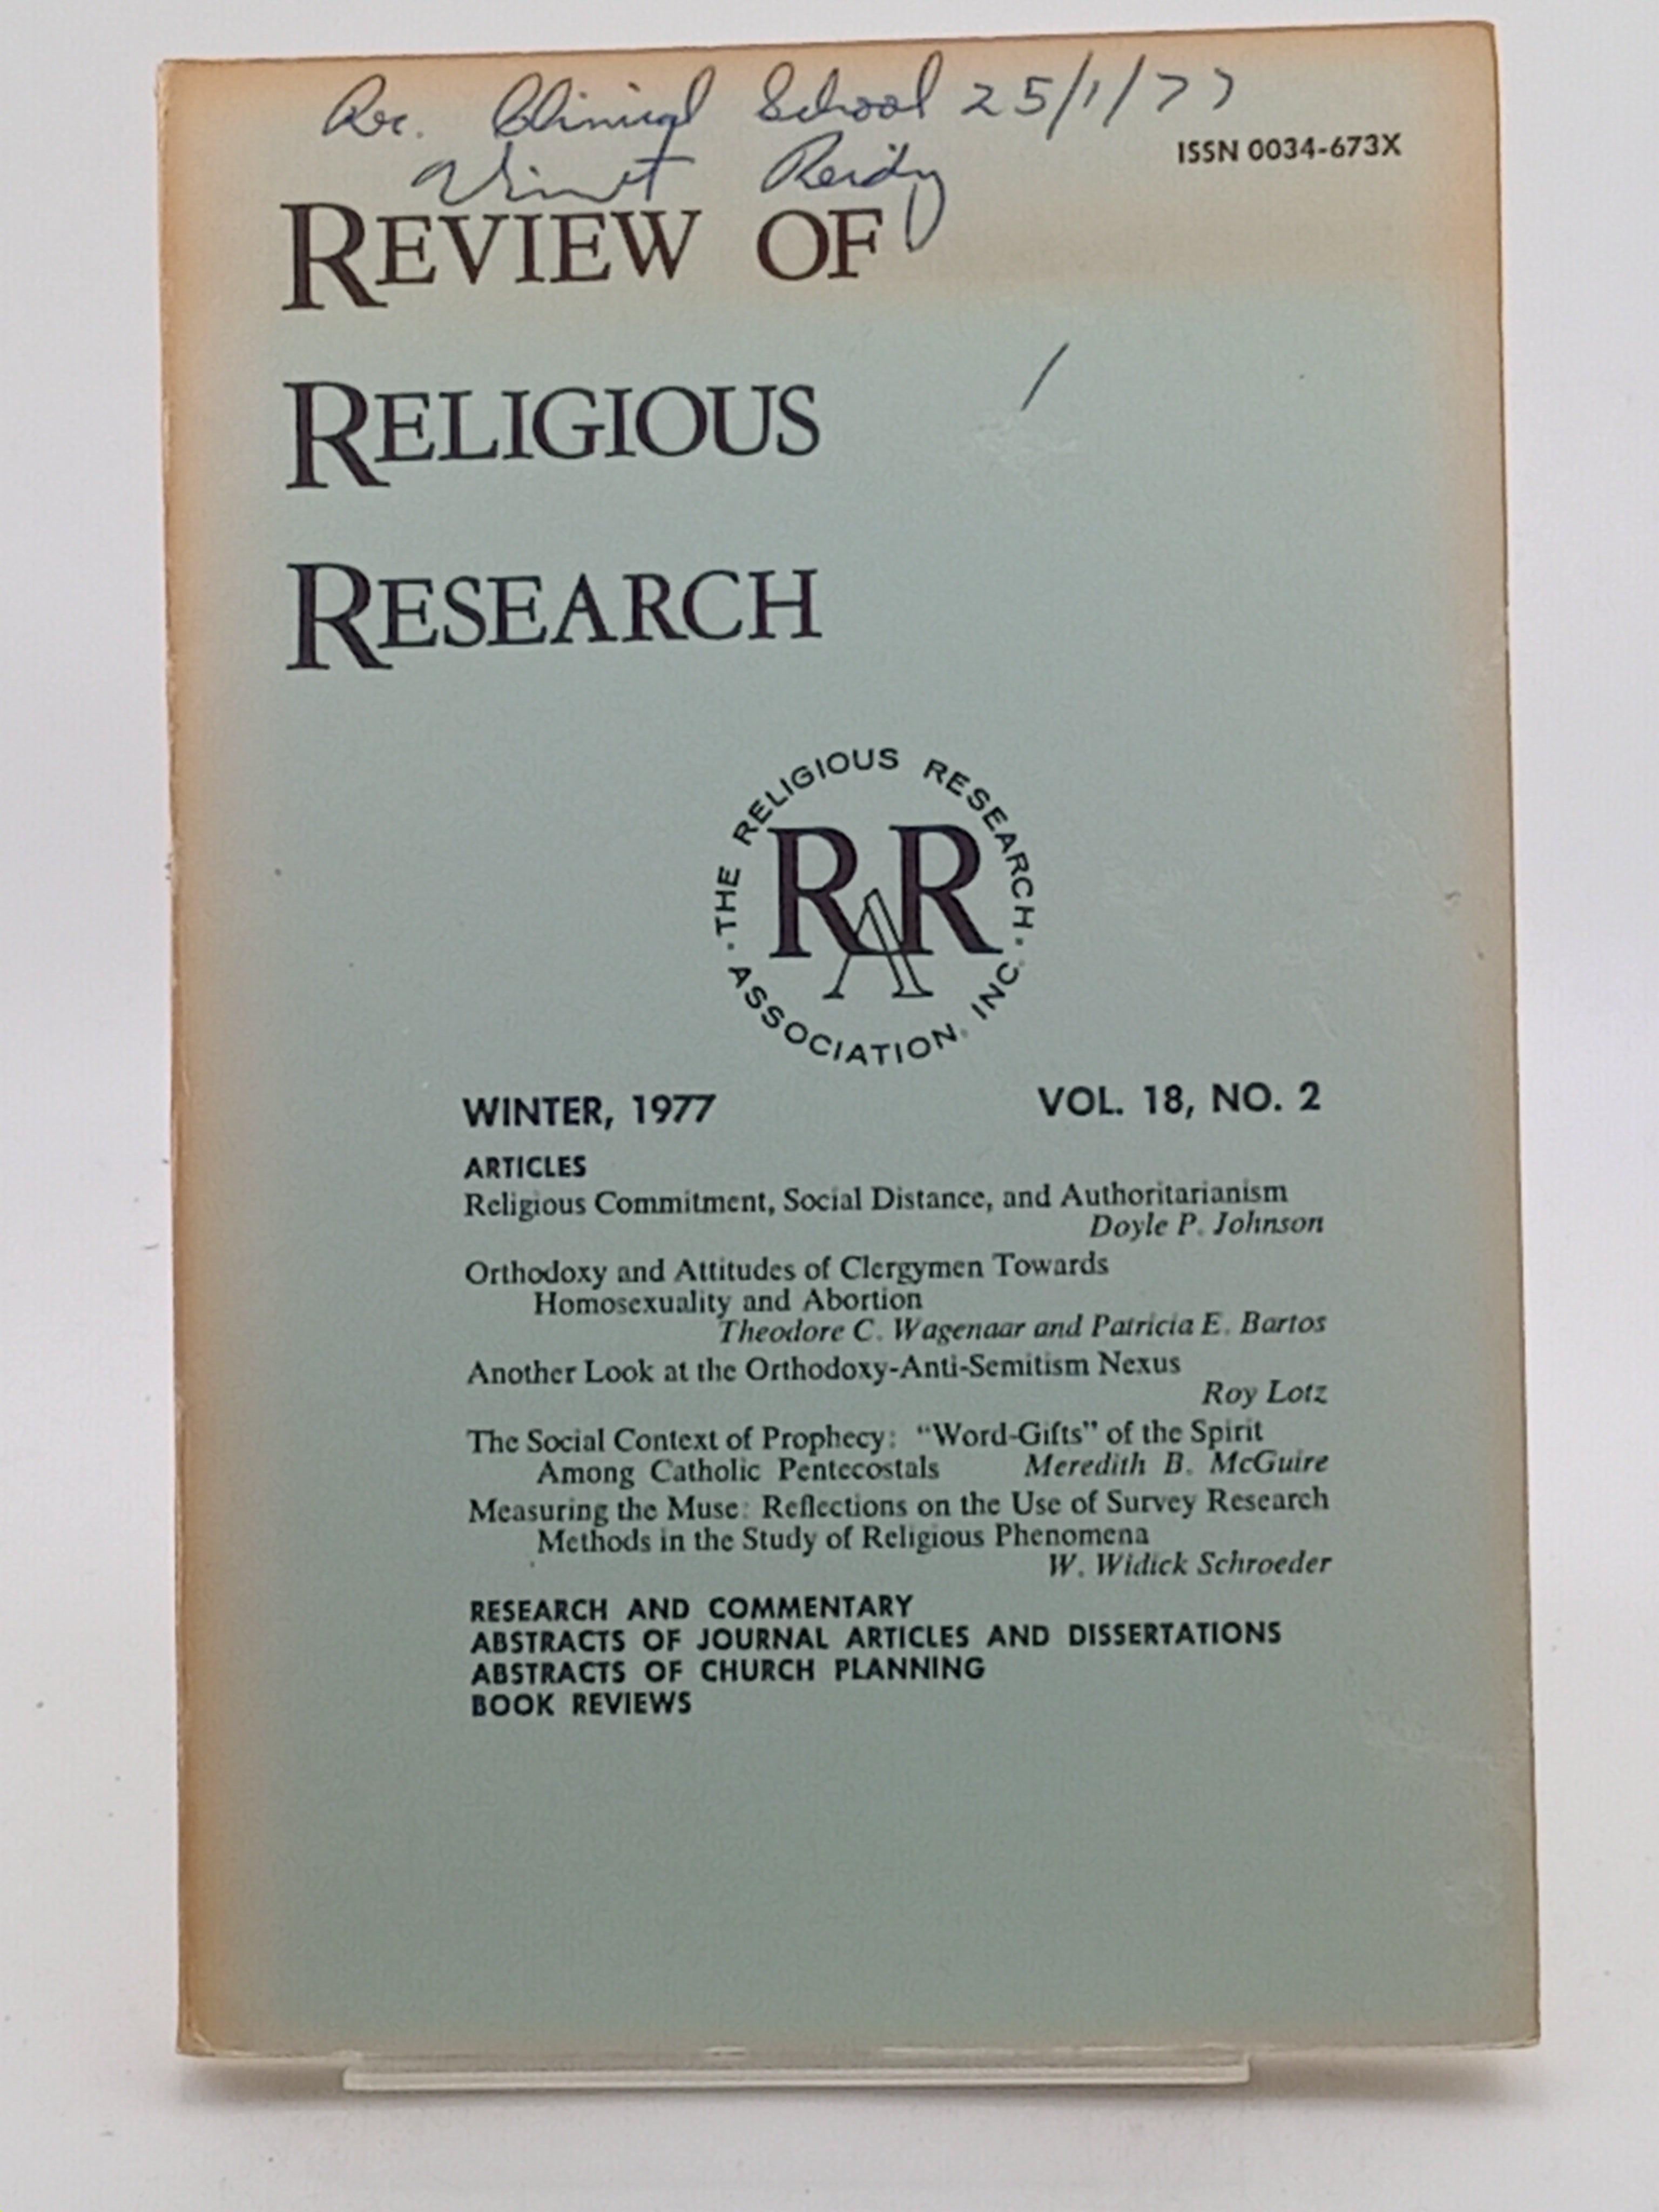 Rec. Clinical School 25/1/77
Reidy
ISSN 0034-673X
REVIEW OF
RELIGIOUS
RESEARCH
· THE RELIGIOUS RESEARCH · ASSOCIATION, INC.
RAR
WINTER, 1977 VOL. 18, NO. 2
ARTICLES
Religious Commitment, Social Distance, and Authoritarianism
Doyle P. Johnson
Orthodoxy and Attitudes of Clergymen Towards
Homosexuality and Abortion
Theodore C. Wagenaar and Patricia E. Bartos
Another Look at the Orthodoxy-Anti-Semitism Nexus
Roy Lotz
The Social Context of Prophecy: “Word-Gifts” of the Spirit
Among Catholic Pentecostals Meredith B. McGuire
Measuring the Muse: Reflections on the Use of Survey Research
Methods in the Study of Religious Phenomena
W. Widick Schroeder
RESEARCH AND COMMENTARY
ABSTRACTS OF JOURNAL ARTICLES AND DISSERTATIONS
ABSTRACTS OF CHURCH PLANNING
BOOK REVIEWS